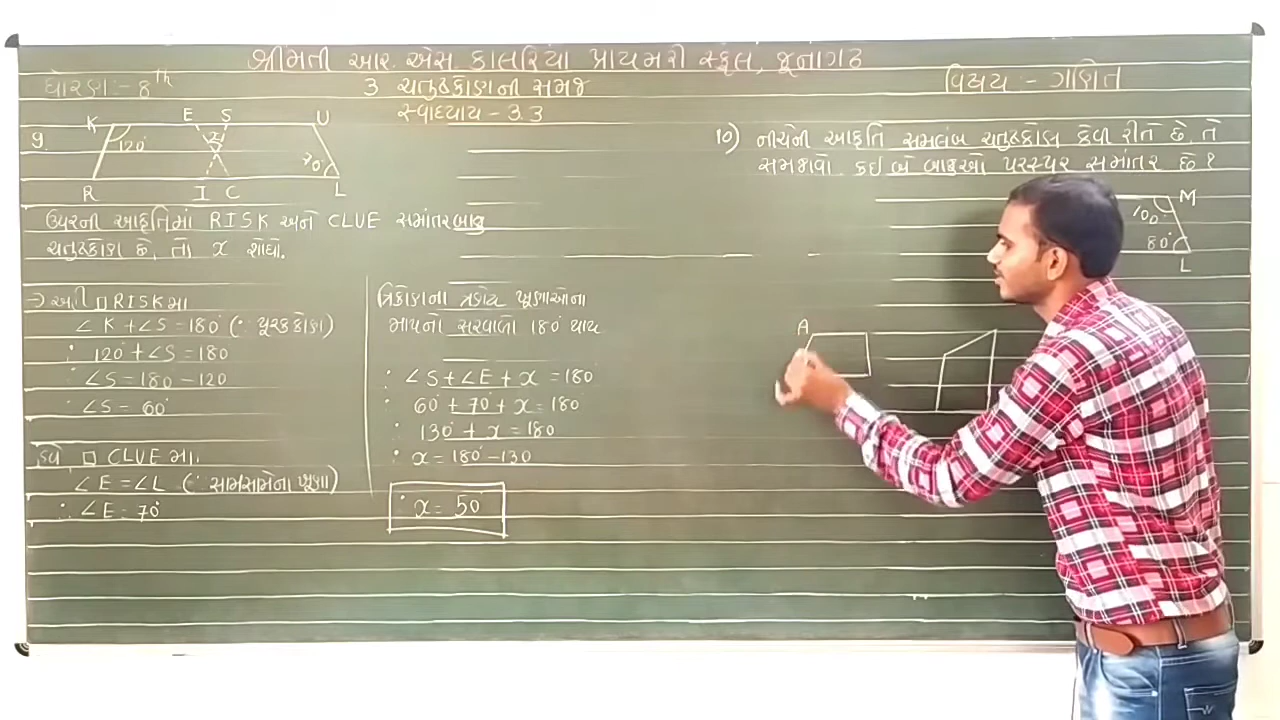 શ્રીમતી આર. એસ. કાલરિયા પ્રાયમરી સ્કૂલ, જૂનાગઢ
ધોરણ :- 8th
3 ચતુષ્કોણની સમજ
વિષય :- ગણિત
સ્વાધ્યાય - 3.3
9.
K E S U
120° x 70°
R I C L
ઉપરની આકૃતિમાં RISK અને CLUE સમાંતરબાજુ
ચતુષ્કોણ છે, તો x શોધો.
→ અહીં □ RISK માં
∠K + ∠S = 180° (∵ પૂરકકોણ)
∴ 120° + ∠S = 180
∴ ∠S = 180 - 120
∴ ∠S = 60°
હવે □ CLUE માં
∠E = ∠L (∵ સામસામેના ખૂણા)
∴ ∠E = 70°
ત્રિકોણના ત્રણેય ખૂણાઓના
માપનો સરવાળો 180° થાય
∴ ∠S + ∠E + x = 180
∴ 60° + 70° + x = 180
∴ 130° + x = 180
∴ x = 180° - 130
∴ x = 50°
10) નીચેની આકૃતિ સમલંબ ચતુષ્કોણ કેવી રીતે છે, તે
સમજાવો. કઈ બે બાજુઓ પરસ્પર સમાંતર છે ?
M
100°
80°
L
A